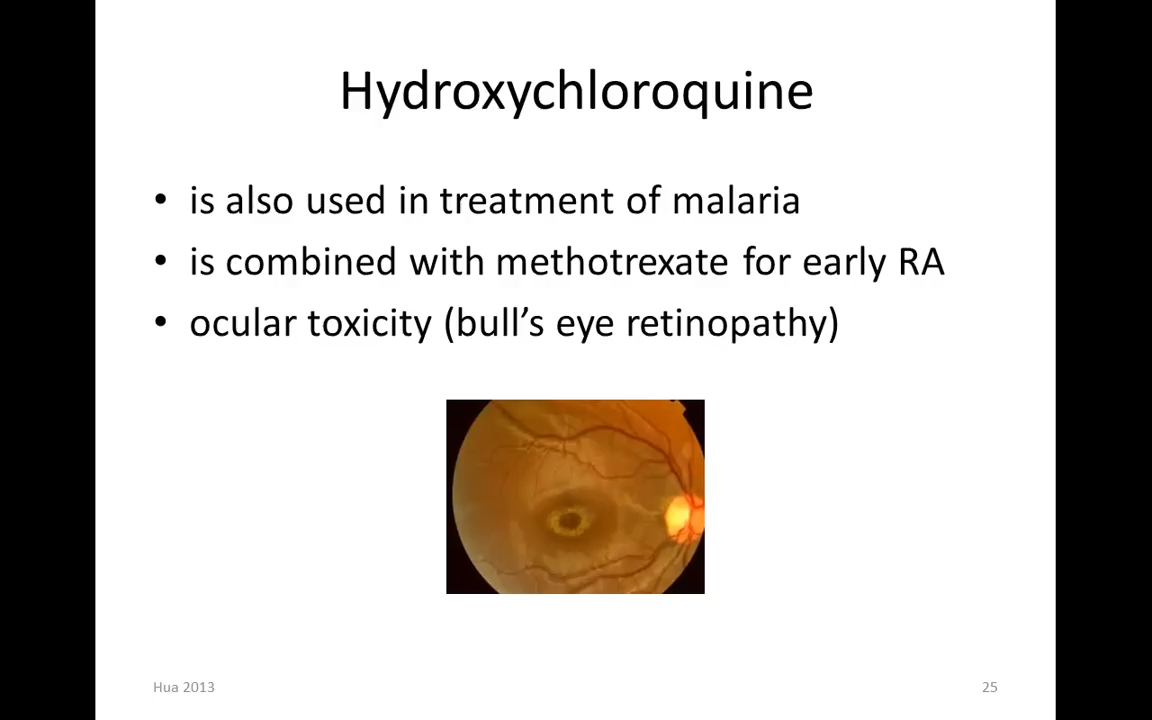 Hydroxychloroquine
• is also used in treatment of malaria
• is combined with methotrexate for early RA
• ocular toxicity (bull’s eye retinopathy)
Hua 2013
25